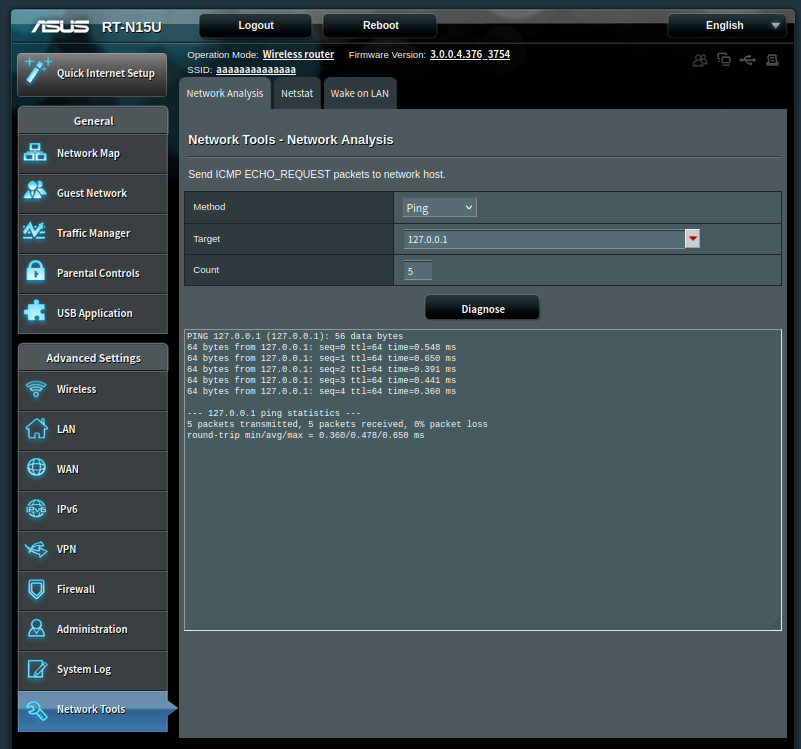 ASUS RT-N15U Logout Reboot English
Operation Mode: Wireless router Firmware Version: 3.0.0.4.376_3754
SSID: aaaaaaaaaaaaaa
Quick Internet Setup
General
Network Map
Guest Network
Traffic Manager
Parental Controls
USB Application
Advanced Settings
Wireless
LAN
WAN
IPv6
IPv6
VPN
Firewall
Administration
System Log
Network Tools
Network Analysis Netstat Wake on LAN
Network Tools - Network Analysis
Send ICMP ECHO_REQUEST packets to network host.
Method Ping
Target 127.0.0.1
Count 5
Diagnose
PING 127.0.0.1 (127.0.0.1): 56 data bytes
64 bytes from 127.0.0.1: seq=0 ttl=64 time=0.548 ms
64 bytes from 127.0.0.1: seq=1 ttl=64 time=0.650 ms
64 bytes from 127.0.0.1: seq=2 ttl=64 time=0.391 ms
64 bytes from 127.0.0.1: seq=3 ttl=64 time=0.441 ms
64 bytes from 127.0.0.1: seq=4 ttl=64 time=0.360 ms
--- 127.0.0.1 ping statistics ---
5 packets transmitted, 5 packets received, 0% packet loss
round-trip min/avg/max = 0.360/0.478/0.650 ms